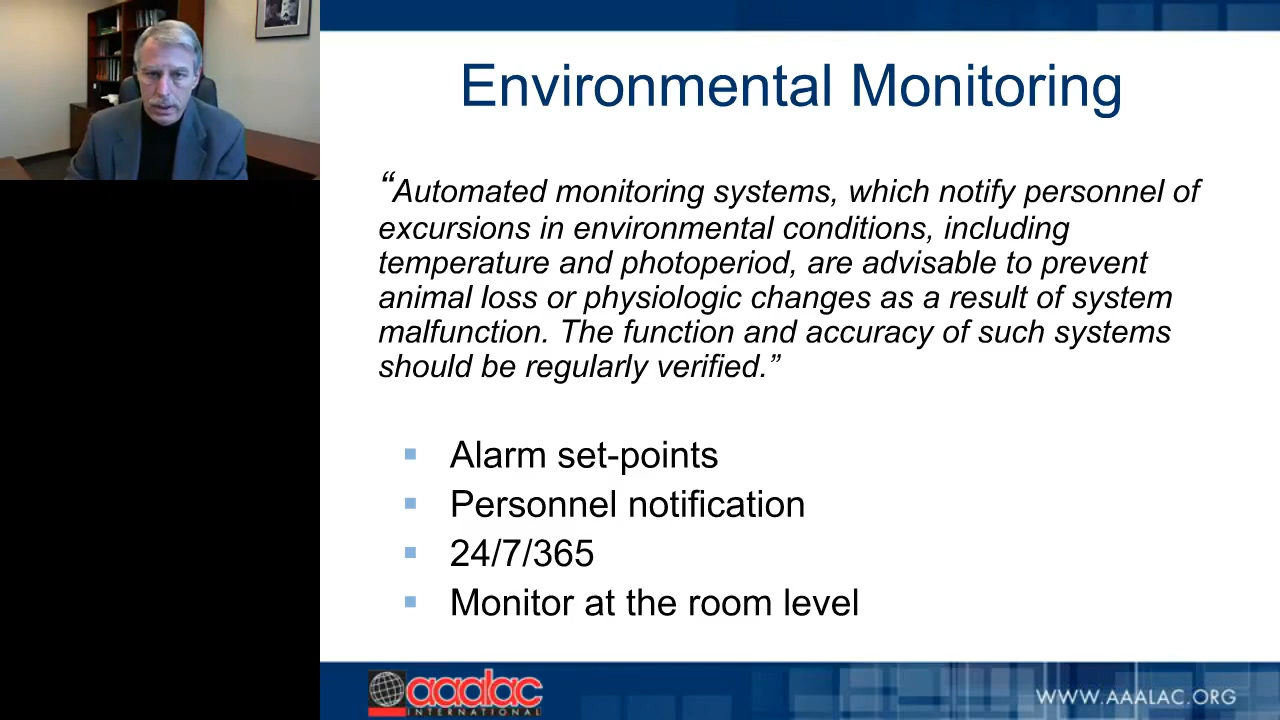 Environmental Monitoring
“Automated monitoring systems, which notify personnel of
excursions in environmental conditions, including
temperature and photoperiod, are advisable to prevent
animal loss or physiologic changes as a result of system
malfunction. The function and accuracy of such systems
should be regularly verified.”
▪ Alarm set-points
▪ Personnel notification
▪ 24/7/365
▪ Monitor at the room level
aaalac
INTERNATIONAL
WWW.AAALAC.ORG